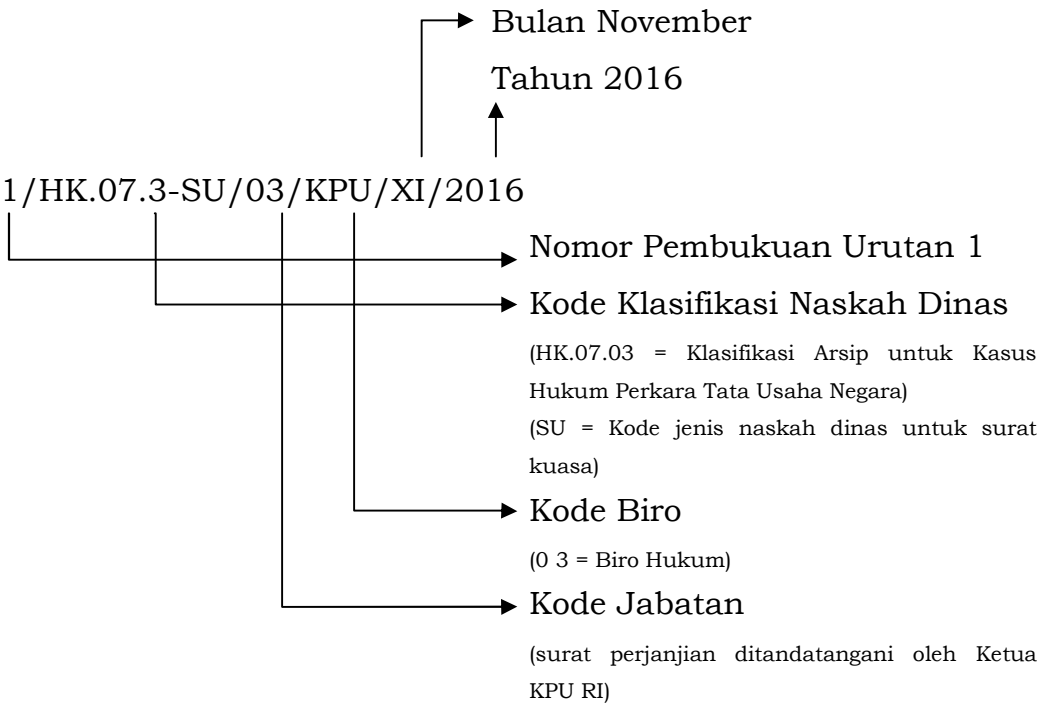 Bulan November
Tahun 2016
1/HK.07.3-SU/03/KPU/XI/2016
Nomor Pembukuan Urutan 1
Kode Klasifikasi Naskah Dinas
(HK.07.03 = Klasifikasi Arsip untuk Kasus
Hukum Perkara Tata Usaha Negara)
(SU = Kode jenis naskah dinas untuk surat
kuasa)
Kode Biro
(0 3 = Biro Hukum)
Kode Jabatan
(surat perjanjian ditandatangani oleh Ketua
KPU RI)